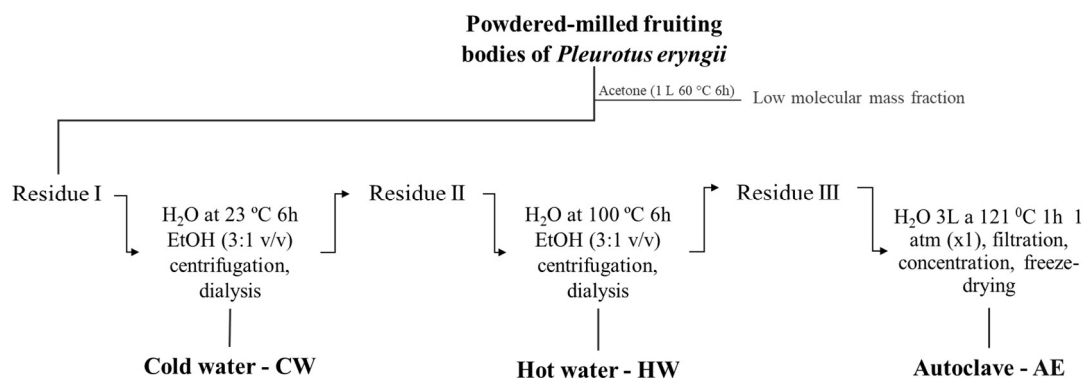 Powdered-milled fruiting
bodies of Pleurotus eryngii
Acetone (1 L 60 °C 6h)
Low molecular mass fraction
Residue I
H₂O at 23 ºC 6h
EtOH (3:1 v/v)
centrifugation,
dialysis
Cold water - CW
Residue II
H₂O at 100 ºC 6h
EtOH (3:1 v/v)
centrifugation,
dialysis
Hot water - HW
Residue III
H₂O 3L a 121 ⁰C 1h 1
atm (x1), filtration,
concentration, freeze-
drying
Autoclave - AE